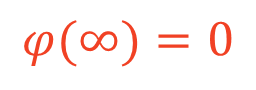 φ(∞) = 0